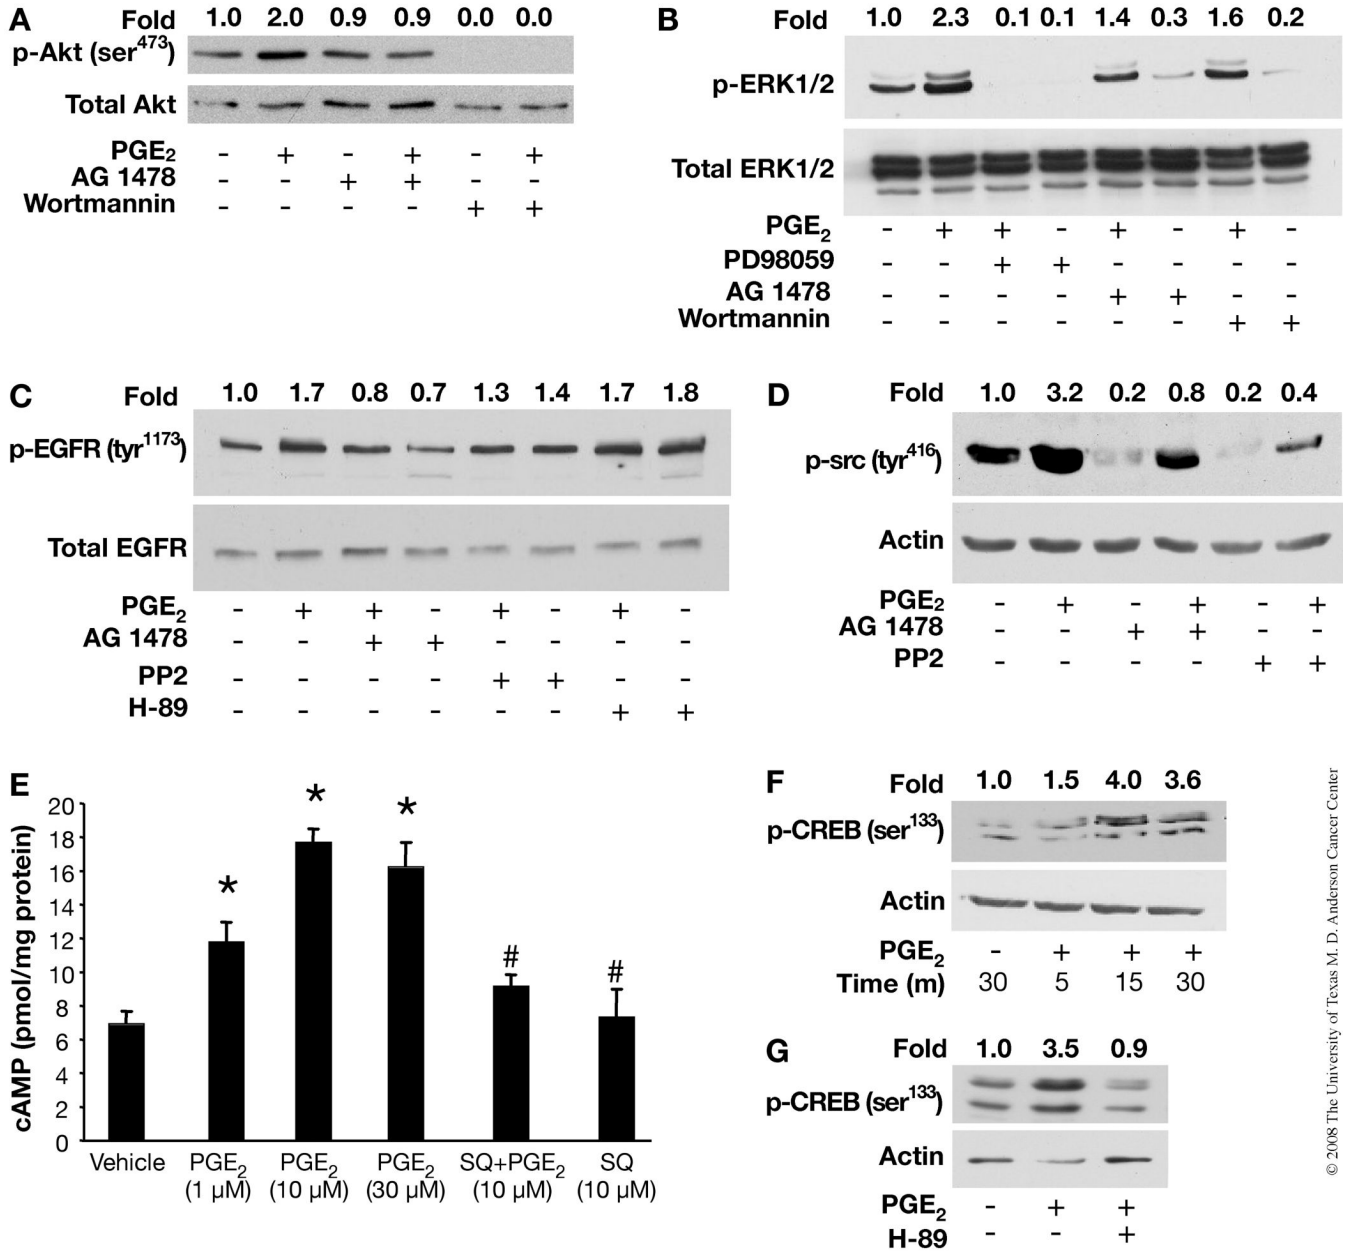 A Fold 1.0 2.0 0.9 0.9 0.0 0.0
p-Akt (ser473)
Total Akt
PGE2 - + - + - +
AG 1478 - - + + - -
Wortmannin - - - - + +
B Fold 1.0 2.3 0.1 0.1 1.4 0.3 1.6 0.2
p-ERK1/2
Total ERK1/2
PGE2 - + + - + - + -
PD98059 - - + + - - - -
AG 1478 - - - - + + - -
Wortmannin - - - - - - + +
C Fold 1.0 1.7 0.8 0.7 1.3 1.4 1.7 1.8
p-EGFR (tyr1173)
Total EGFR
PGE2 - + + - + - + -
AG 1478 - - + + - - - -
PP2 - - - - + + - -
H-89 - - - - - - + +
D Fold 1.0 3.2 0.2 0.8 0.2 0.4
p-src (tyr416)
Actin
PGE2 - + - + - +
AG 1478 - - + + - -
PP2 - - - - + +
E
cAMP (pmol/mg protein)
20
18
16
14
12
10
8
6
4
2
0
*
*
*
#
#
Vehicle PGE2 PGE2 PGE2 SQ+PGE2 SQ
(1 µM) (10 µM) (30 µM) (10 µM) (10 µM)
F Fold 1.0 1.5 4.0 3.6
p-CREB (ser133)
Actin
PGE2 - + + +
Time (m) 30 5 15 30
G Fold 1.0 3.5 0.9
p-CREB (ser133)
Actin
PGE2 - + +
H-89 - - +
© 2008 The University of Texas M. D. Anderson Cancer Center